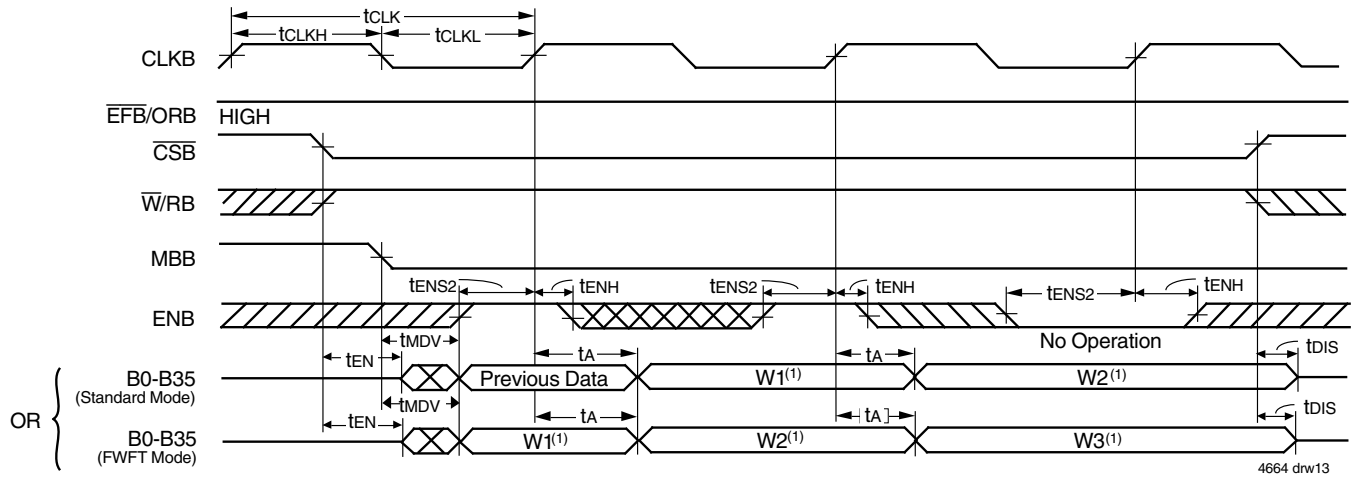 tCLK
tCLKH
tCLKL
CLKB
EFB/ORB HIGH
CSB
W/RB
MBB
tENS2 tENH tENS2 tENH tENS2 tENH
ENB
No Operation
tMDV
tEN tA tA tDIS
B0-B35 Previous Data W1(1) W2(1)
(Standard Mode)
OR
tMDV
tEN tA tA] tDIS
B0-B35 W1(1) W2(1) W3(1)
(FWFT Mode)
4664 drw13